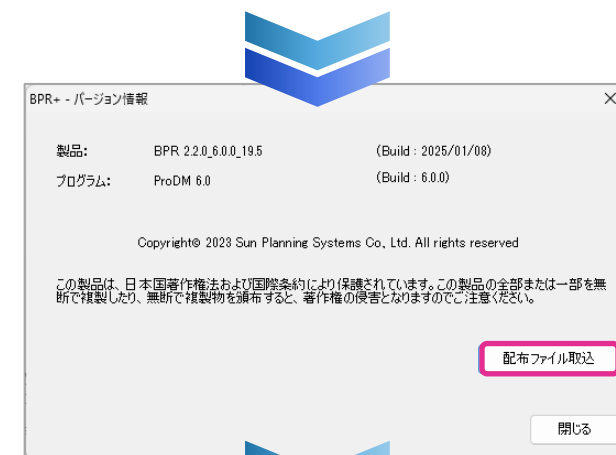 BPR+ - バージョン情報
製品: BPR 2.2.0_6.0.0_19.5 (Build : 2025/01/08)
プログラム: ProDM 6.0 (Build : 6.0.0)
Copyright© 2023 Sun Planning Systems Co., Ltd. All rights reserved
この製品は、日本国著作権法および国際条約により保護されています。この製品の全部または一部を無
断で複製したり、無断で複製物を頒布すると、著作権の侵害となりますのでご注意ください。
配布ファイル取込
閉じる